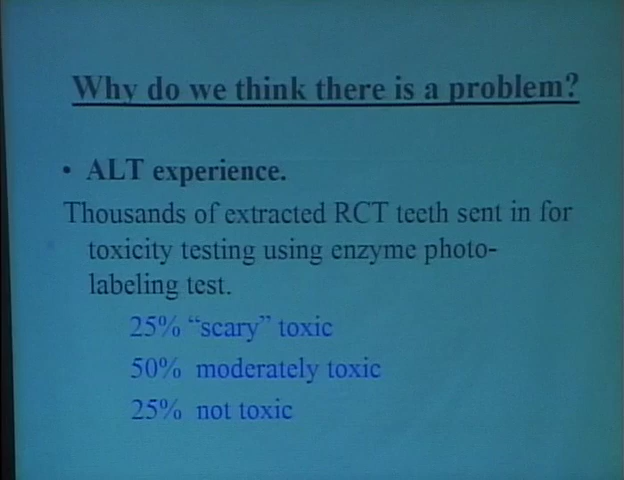 Why do we think there is a problem?
• ALT experience.
Thousands of extracted RCT teeth sent in for
toxicity testing using enzyme photo-
labeling test.
25% “scary” toxic
50% moderately toxic
25% not toxic